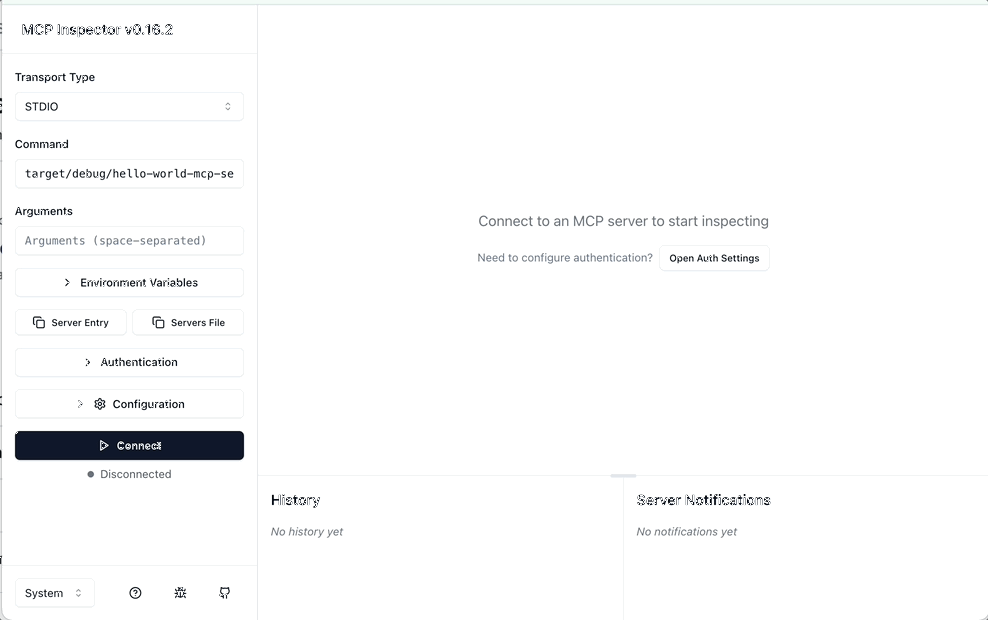 MCP Inspector v0.16.2
Transport Type
STDIO
Command
target/debug/hello-world-mcp-se
Arguments
Arguments (space-separated)
Environment Variables
Server Entry
Servers File
Authentication
Configuration
Connect
Disconnected
System
Connect to an MCP server to start inspecting
Need to configure authentication? Open Auth Settings
History
No history yet
Server Notifications
No notifications yet